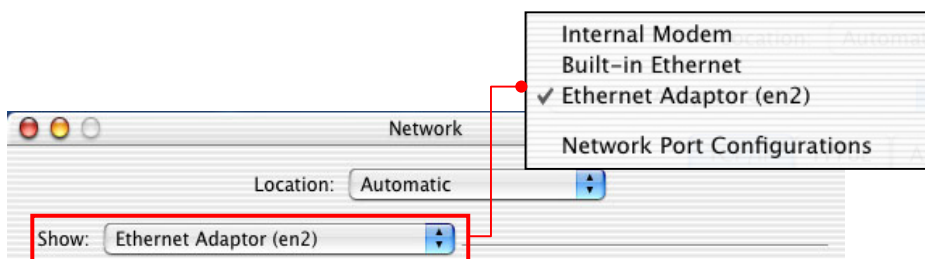 Internal Modem
Built-in Ethernet
✓ Ethernet Adaptor (en2)
Network Port Configurations
Network
Location: Automatic
Show: Ethernet Adaptor (en2)